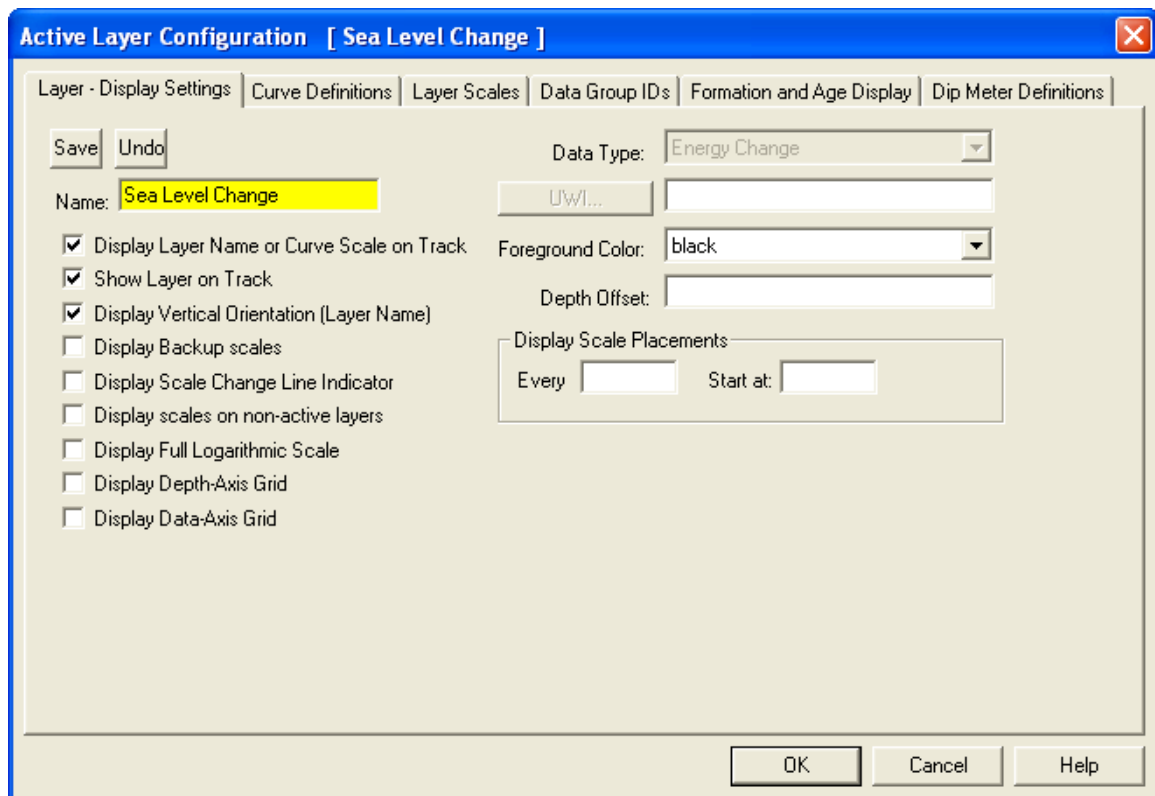 Active Layer Configuration [ Sea Level Change ]
Layer - Display Settings
Curve Definitions
Layer Scales
Data Group IDs
Formation and Age Display
Dip Meter Definitions
Save
Undo
Name: Sea Level Change
Display Layer Name or Curve Scale on Track
Show Layer on Track
Display Vertical Orientation (Layer Name)
Display Backup scales
Display Scale Change Line Indicator
Display scales on non-active layers
Display Full Logarithmic Scale
Display Depth-Axis Grid
Display Data-Axis Grid
Data Type: Energy Change
UWI...
Foreground Color: black
Depth Offset:
Display Scale Placements
Every
Start at:
OK
Cancel
Help